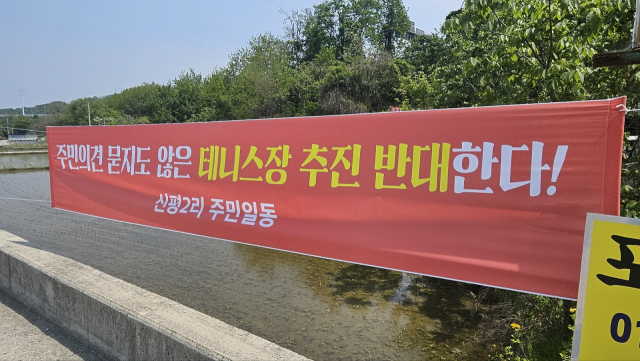 주민의견 묻지도 않은 테니스장 추진 반대한다!
신평2리 주민일동